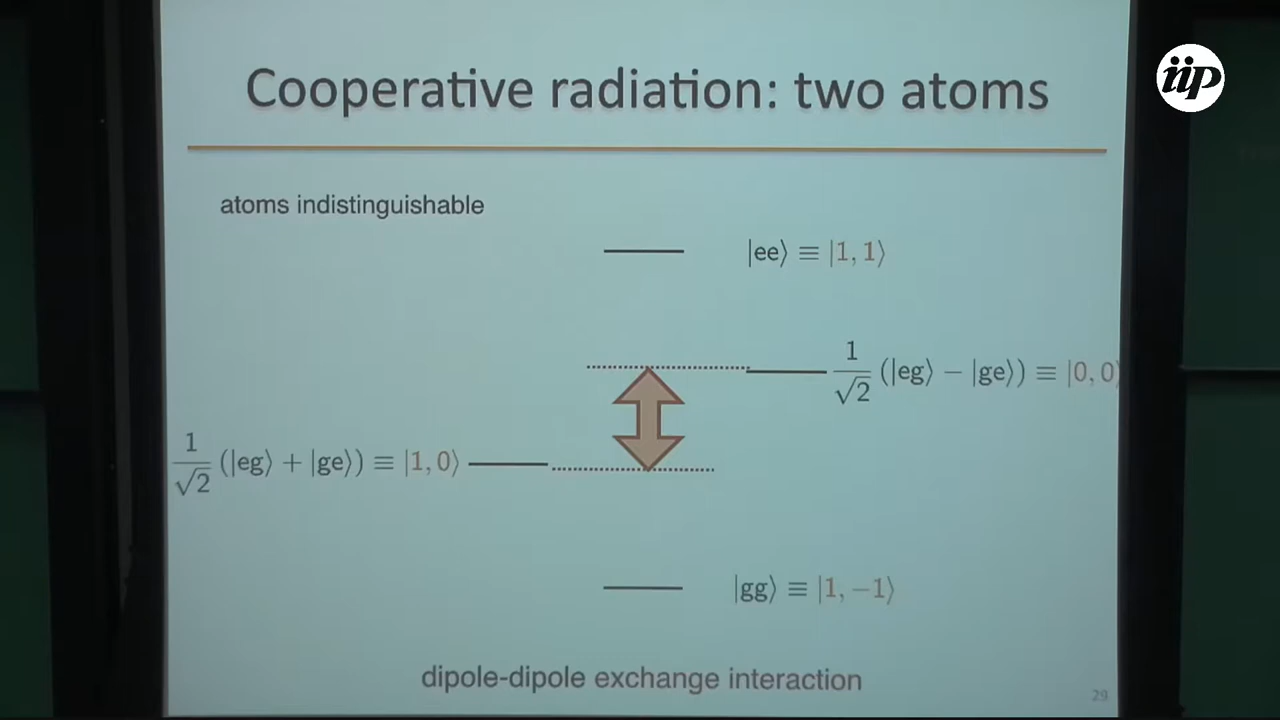 iip
Cooperative radiation: two atoms
atoms indistinguishable
|ee⟩ ≡ |1, 1⟩
1/√2 (|eg⟩ − |ge⟩) ≡ |0, 0⟩
1/√2 (|eg⟩ + |ge⟩) ≡ |1, 0⟩
|gg⟩ ≡ |1, −1⟩
dipole-dipole exchange interaction
29